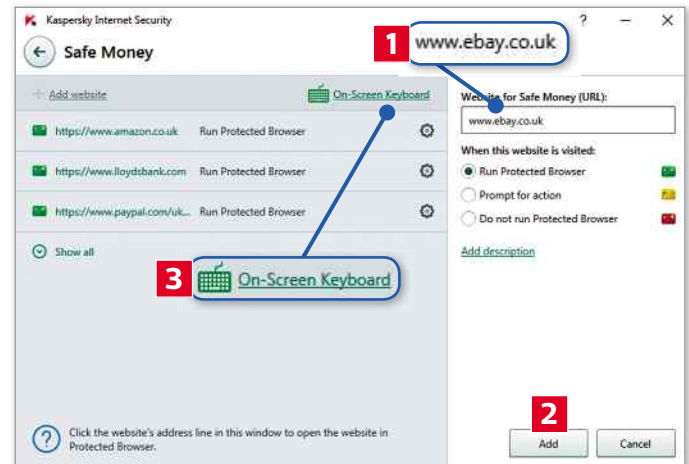 Kaspersky Internet Security
? – ×
Safe Money
1 www.ebay.co.uk
+ Add website
On-Screen Keyboard
https://www.amazon.co.uk Run Protected Browser
https://www.lloydsbank.com Run Protected Browser
https://www.paypal.com/uk... Run Protected Browser
Show all
3 On-Screen Keyboard
? Click the website's address line in this window to open the website in
Protected Browser.
Website for Safe Money (URL):
www.ebay.co.uk
When this website is visited:
Run Protected Browser
Prompt for action
Do not run Protected Browser
Add description
2
Add Cancel